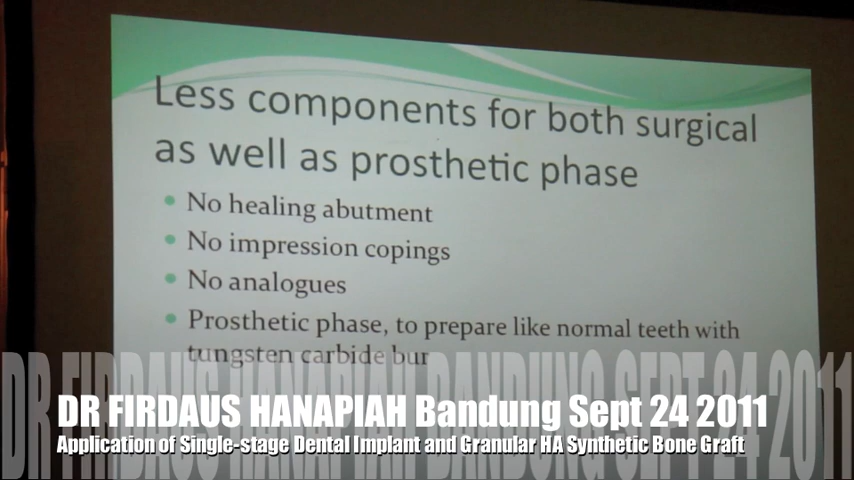 Less components for both surgical
as well as prosthetic phase
• No healing abutment
• No impression copings
• No analogues
• Prosthetic phase, to prepare like normal teeth with
tungsten carbide bur
DR FIRDAUS HANAPIAH BANDUNG SEPT 24 2011
DR FIRDAUS HANAPIAH Bandung Sept 24 2011
Application of Single-stage Dental Implant and Granular HA Synthetic Bone Graft